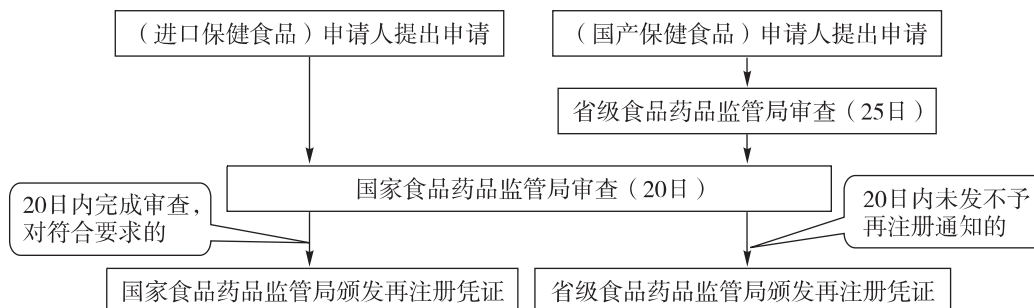 （进口保健食品）申请人提出申请
（国产保健食品）申请人提出申请
省级食品药品监管局审查（25日）
国家食品药品监管局审查（20日）
20日内完成审查，
对符合要求的
20日内未发不予
再注册通知的
国家食品药品监管局颁发再注册凭证
省级食品药品监管局颁发再注册凭证